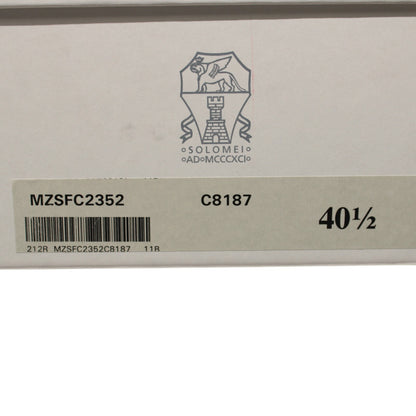 SOLOMEI
AD MCCCXCI
MZSFC2352 C8187 40½
212R MZSFC2352C8187 11B